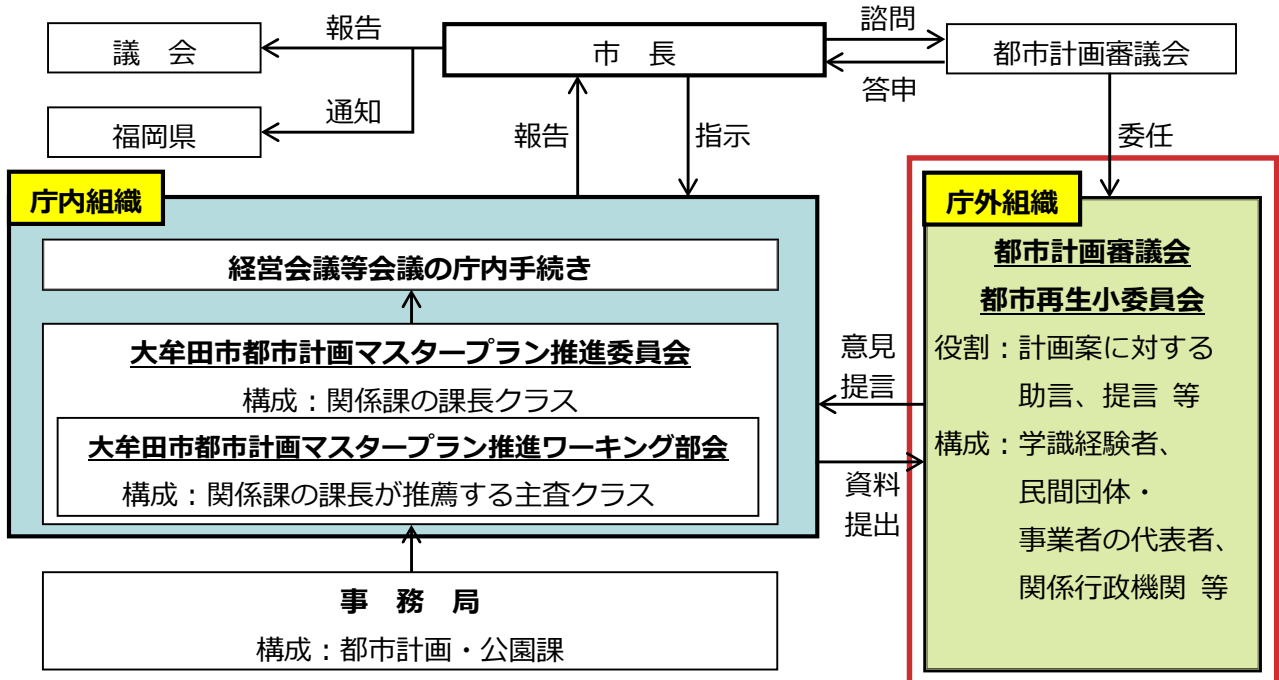 議　会
報告
市　長
諮問
答申
都市計画審議会
福岡県
通知
報告
指示
委任
庁内組織
経営会議等会議の庁内手続き
大牟田市都市計画マスタープラン推進委員会
構成：関係課の課長クラス
大牟田市都市計画マスタープラン推進ワーキング部会
構成：関係課の課長が推薦する主査クラス
事　務　局
構成：都市計画・公園課
意見
提言
資料
提出
庁外組織
都市計画審議会
都市再生小委員会
役割：計画案に対する
助言、提言 等
構成：学識経験者、
民間団体・
事業者の代表者、
関係行政機関 等